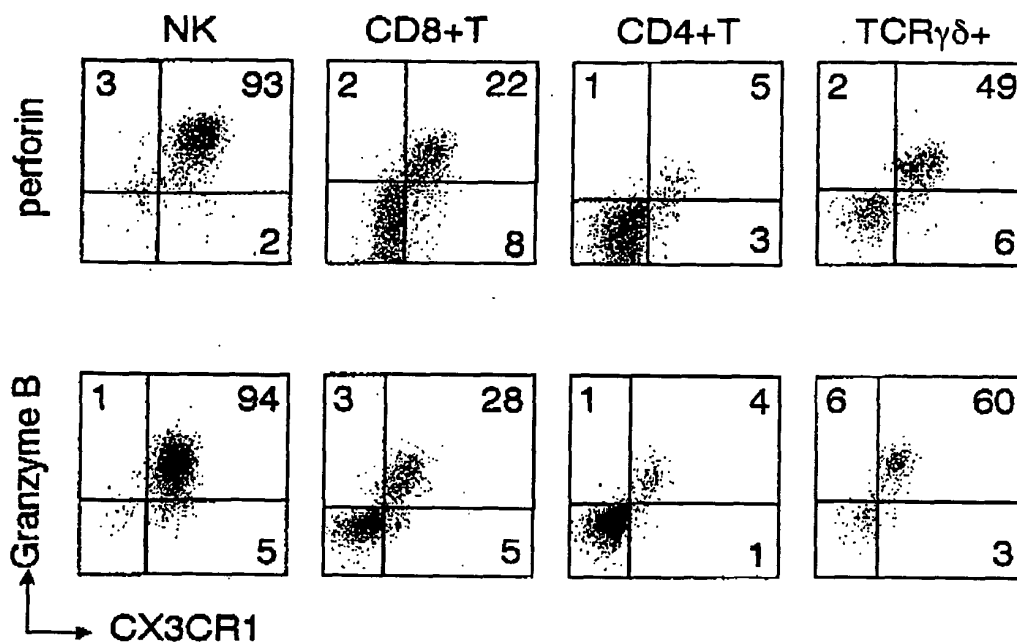 NK CD8+T CD4+T TCRγδ+
perforin
3 93 2 22 1 5 2 49
2 8 3 6
Granzyme B
1 94 3 28 1 4 6 60
5 5 1 3
CX3CR1